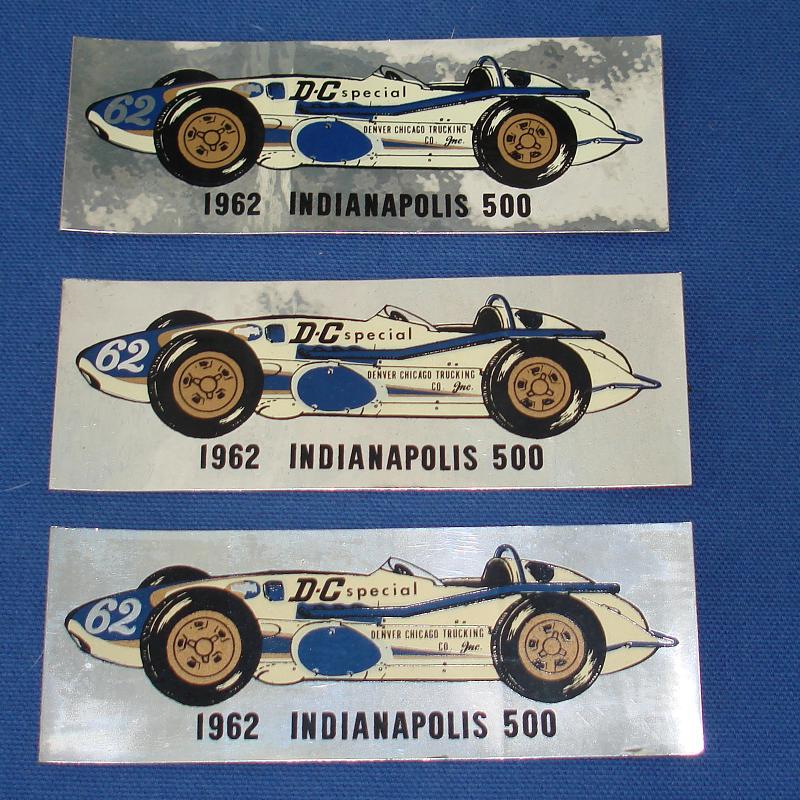 62
D-C special
DENVER CHICAGO TRUCKING
CO. Inc.
1962 INDIANAPOLIS 500
62
D-C special
DENVER CHICAGO TRUCKING
CO. Inc.
1962 INDIANAPOLIS 500
62
D-C special
DENVER CHICAGO TRUCKING
CO. Inc.
1962 INDIANAPOLIS 500